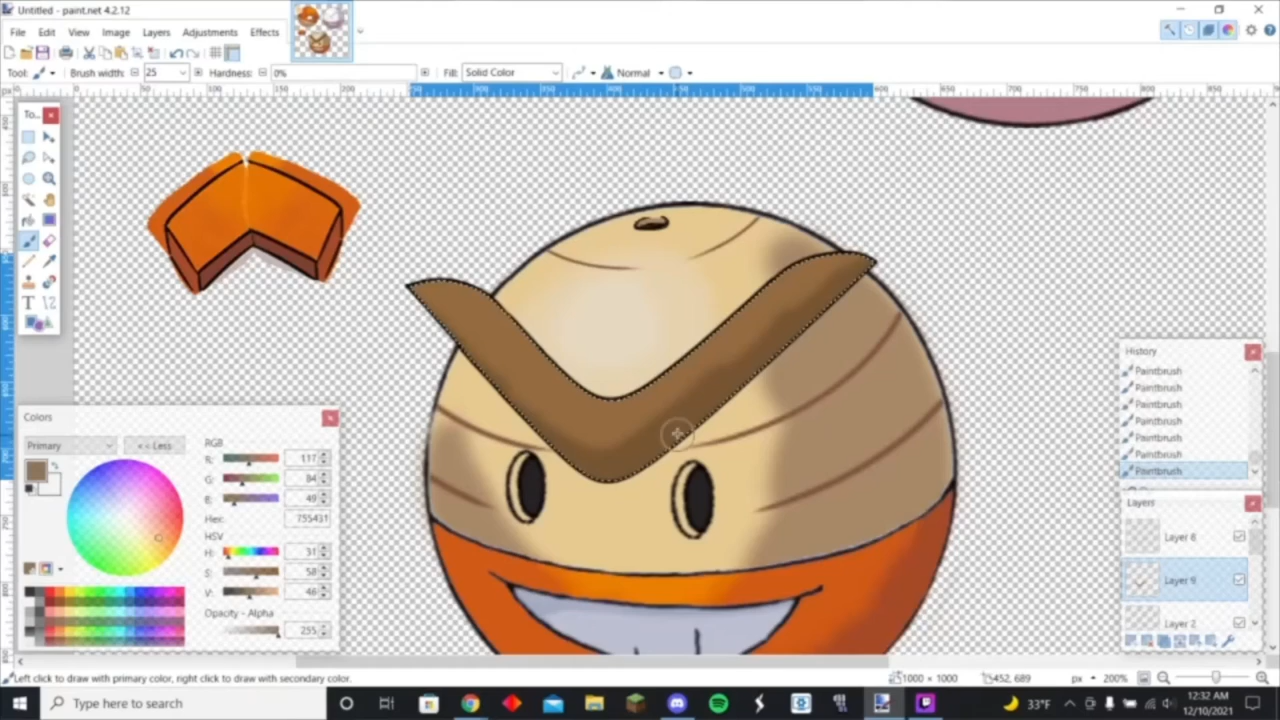 Untitled - paint.net 4.2.12
File Edit View Image Layers Adjustments Effects
Tool: Brush width: 25 Hardness: 0% Fill: Solid Color Normal
px
To...
Colors
Primary << Less
RGB
R: 117
G: 84
B: 49
Hex: 755431
HSV
H: 31
S: 58
V: 46
Opacity - Alpha
255
History
Paintbrush
Paintbrush
Paintbrush
Paintbrush
Paintbrush
Paintbrush
Paintbrush
Layers
Layer 8
Layer 9
Layer 2
Left click to draw with primary color, right click to draw with secondary color. 1000 × 1000 452, 689 px 200%
Type here to search 33°F 12:32 AM
12/10/2021